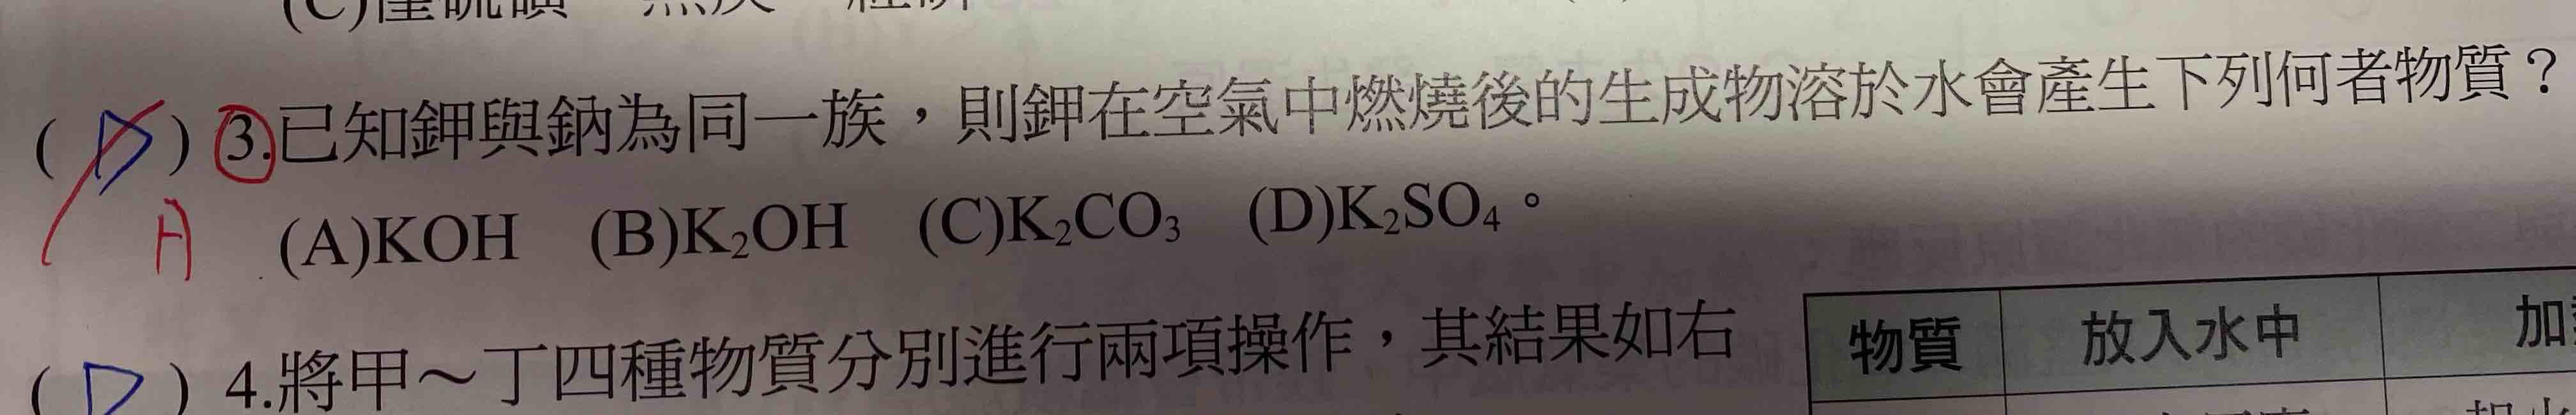 (D) 3.已知鉀與鈉為同一族，則鉀在空氣中燃燒後的生成物溶於水會產生下列何者物質？
A (A)KOH (B)K₂OH (C)K₂CO₃ (D)K₂SO₄。
(D) 4.將甲～丁四種物質分別進行兩項操作，其結果如右
物質 放入水中